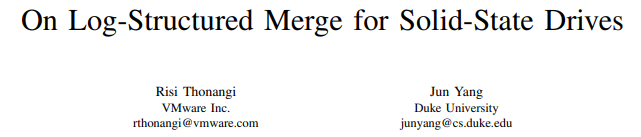 On Log-Structured Merge for Solid-State Drives
Risi Thonangi
VMware Inc.
rthonangi@vmware.com
Jun Yang
Duke University
junyang@cs.duke.edu